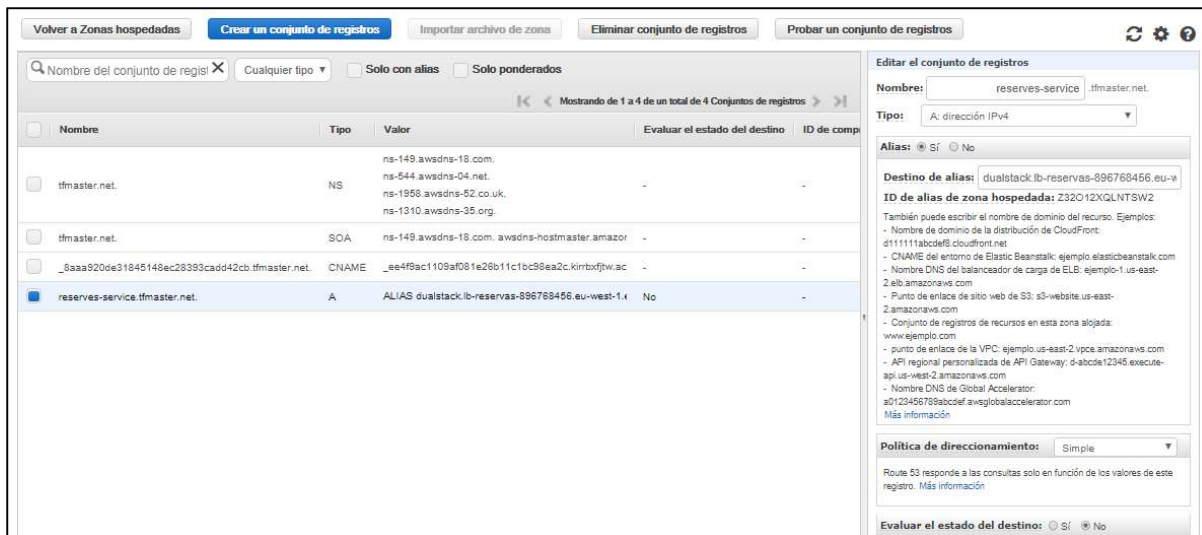 Volver a Zonas hospedadas
Crear un conjunto de registros
Importar archivo de zona
Eliminar conjunto de registros
Probar un conjunto de registros
Nombre del conjunto de regist
Cualquier tipo
Solo con alias
Solo ponderados
Mostrando de 1 a 4 de un total de 4 Conjuntos de registros
Nombre Tipo Valor Evaluar el estado del destino ID de compr
tfmaster.net. NS
ns-149.awsdns-18.com.
ns-544.awsdns-04.net.
ns-1958.awsdns-52.co.uk.
ns-1310.awsdns-35.org.
- -
tfmaster.net. SOA ns-149.awsdns-18.com. awsdns-hostmaster.amazor - -
_8aaa920de31845148ec28393cadd42cb.tfmaster.net. CNAME _ee4f9ac1109af081e26b11c1bc98ea2c.kirrbxfjtw.ac - -
reserves-service.tfmaster.net. A ALIAS dualstack.lb-reservas-896768456.eu-west-1.e No -
Editar el conjunto de registros
Nombre: reserves-service .tfmaster.net.
Tipo: A: dirección IPv4
Alias: Sí No
Destino de alias: dualstack.lb-reservas-896768456.eu-w
ID de alias de zona hospedada: Z32O12XQLNTSW2
También puede escribir el nombre de dominio del recurso. Ejemplos:
- Nombre de dominio de la distribución de CloudFront:
d111111abcdef8.cloudfront.net
- CNAME del entorno de Elastic Beanstalk: ejemplo.elasticbeanstalk.com
- Nombre DNS del balanceador de carga de ELB: ejemplo-1.us-east-
2.elb.amazonaws.com
- Punto de enlace de sitio web de S3: s3-website.us-east-
2.amazonaws.com
- Conjunto de registros de recursos en esta zona alojada:
www.ejemplo.com
- punto de enlace de la VPC: ejemplo.us-east-2.vpce.amazonaws.com
- API regional personalizada de API Gateway: d-abcde12345.execute-
api.us-west-2.amazonaws.com
- Nombre DNS de Global Accelerator:
a0123456789abcdef.awsglobalaccelerator.com
Más información
Política de direccionamiento: Simple
Route 53 responde a las consultas solo en función de los valores de este
registro. Más información
Evaluar el estado del destino: Sí No